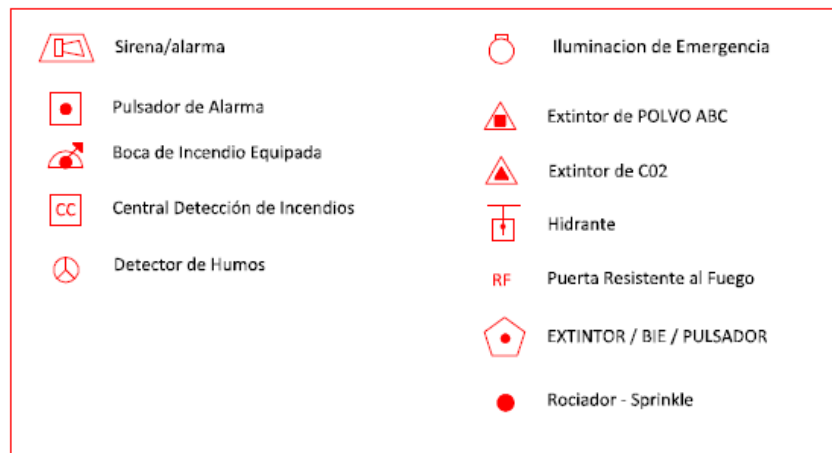 Sirena/alarma
Pulsador de Alarma
Boca de Incendio Equipada
CC
Central Detección de Incendios
Detector de Humos
Iluminacion de Emergencia
Extintor de POLVO ABC
Extintor de C02
Hidrante
RF
Puerta Resistente al Fuego
EXTINTOR / BIE / PULSADOR
Rociador - Sprinkle